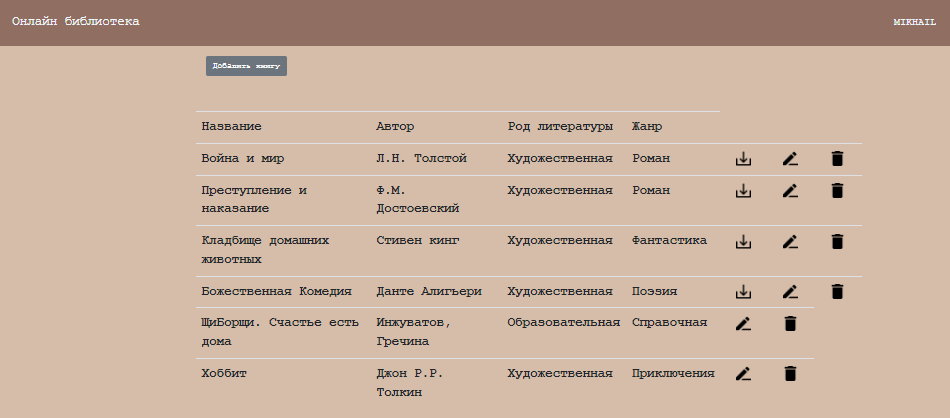 Онлайн библиотека
MIKHAIL
Добавить книгу
Название Автор Род литературы Жанр
Война и мир Л.Н. Толстой Художественная Роман
Преступление и Ф.М. Художественная Роман
наказание Достоевский
Кладбище домашних Стивен кинг Художественная Фантастика
животных
Божественная Комедия Данте Алигьери Художественная Поэзия
ЩиБорщи. Счастье есть Инжуватов, Образовательная Справочная
дома Гречина
Хоббит Джон Р.Р. Художественная Приключения
Толкин